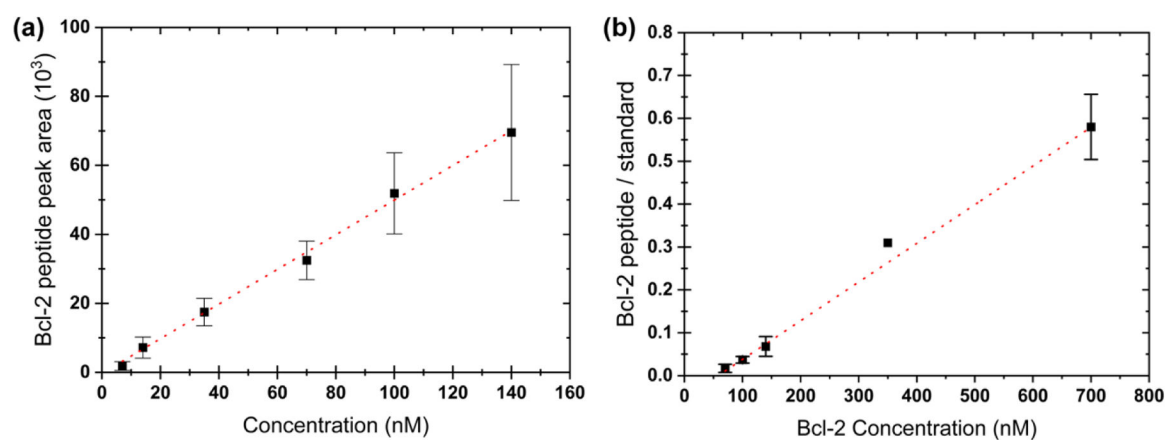 (a)
Bcl-2 peptide peak area (10³)
100
80
60
40
20
0
0 20 40 60 80 100 120 140 160
Concentration (nM)
(b)
Bcl-2 peptide / standard
0.8
0.7
0.6
0.5
0.4
0.3
0.2
0.1
0.0
0 100 200 300 400 500 600 700 800
Bcl-2 Concentration (nM)